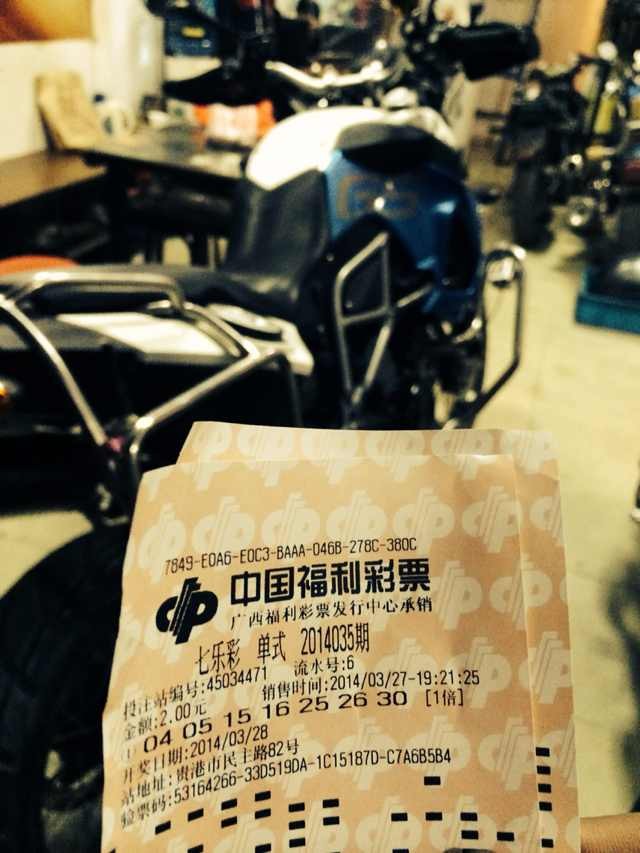 7849-E0A6-E0C3-BAAA-046B-278C-380C
中国福利彩票
广西福利彩票发行中心承销
七乐彩 单式 2014035期
投注站编号:45034471 流水号:6
金额:2.00元 销售时间:2014/03/27-19:21:25
① 04 05 15 16 25 26 30 [1倍]
开奖日期:2014/03/28
站地址:贵港市民主路82号
验票码:53164266-33D519DA-1C15187D-C7A6B5B4
GS